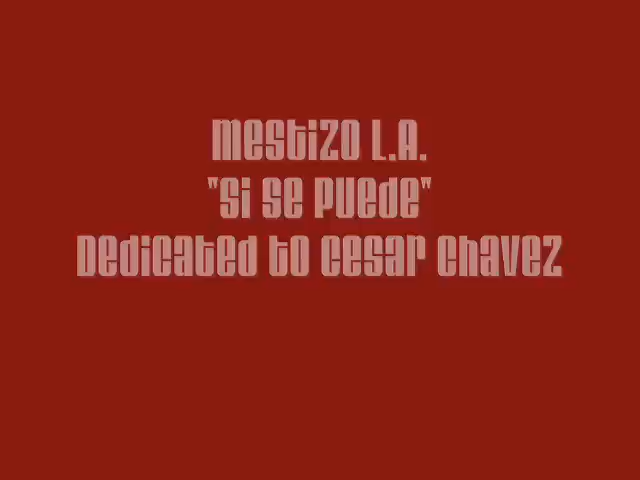 Mestizo L.A.
"Si Se Puede"
Dedicated to Cesar Chavez